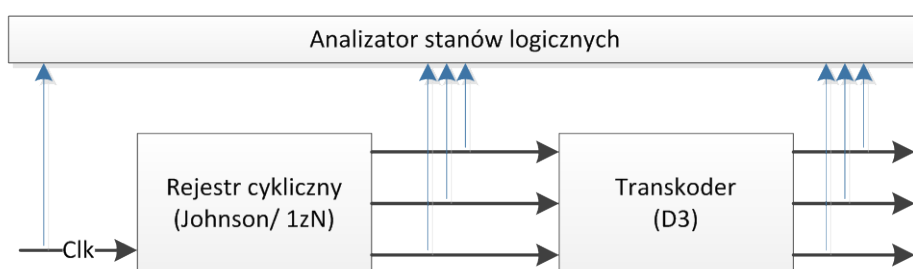 Analizator stanów logicznych
Rejestr cykliczny
(Johnson/ 1zN)
Transkoder
(D3)
Clk